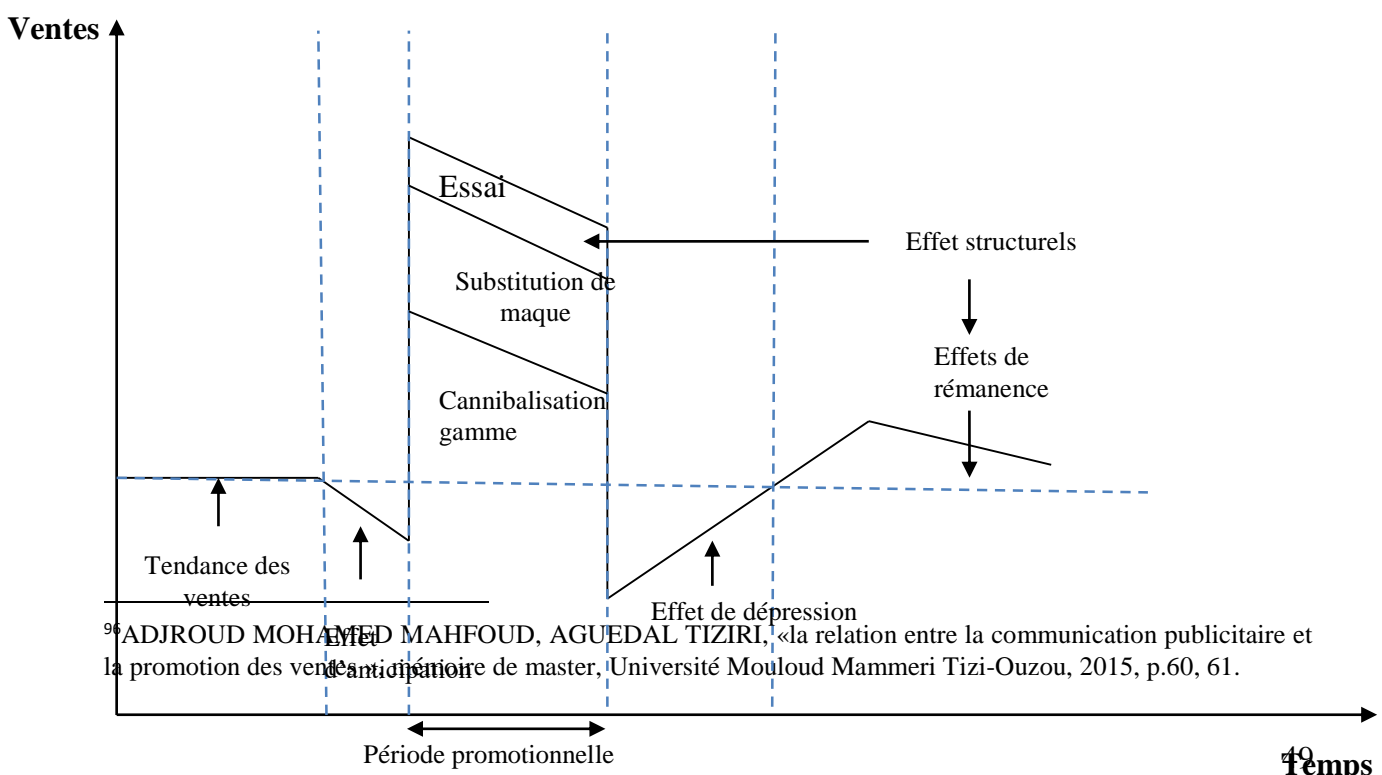 Ventes
Essai
Effet structurels
Substitution de
maque
Effets de
rémanence
Cannibalisation
gamme
Tendance des
ventes
Effet de dépression
Effet
d'anticipation
96ADJROUD MOHAMED MAHFOUD, AGUEDAL TIZIRI, «la relation entre la communication publicitaire et
la promotion des ventes », mémoire de master, Université Mouloud Mammeri Tizi-Ouzou, 2015, p.60, 61.
Période promotionnelle
49
Temps